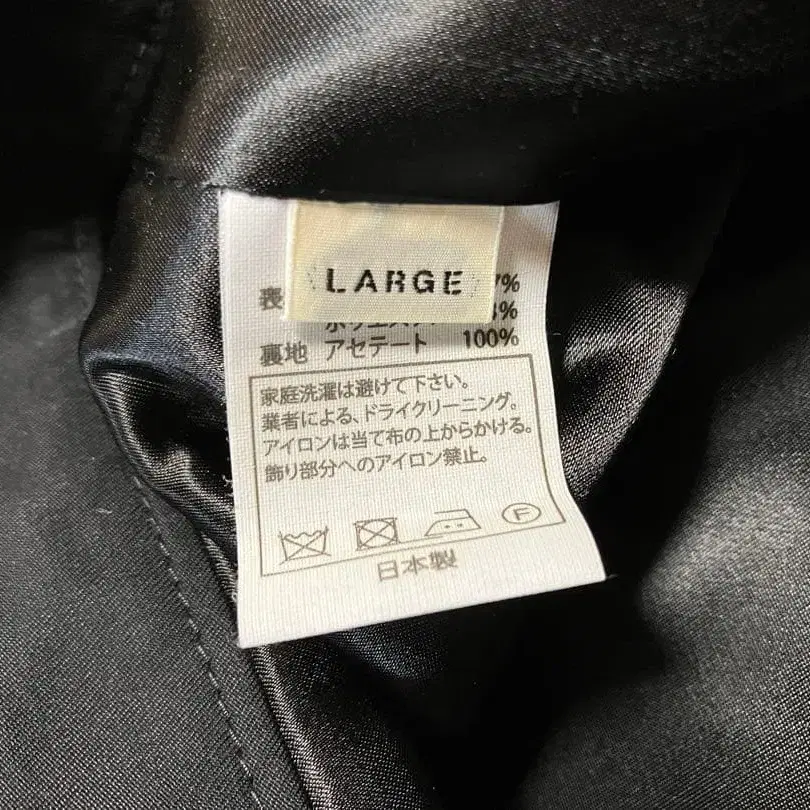 LARGE
表 7%
4%
裏地 アセテート 100%
家庭洗濯は避けて下さい。
業者による、ドライクリーニング。
アイロンは当て布の上からかける。
飾り部分へのアイロン禁止。
F
日本製